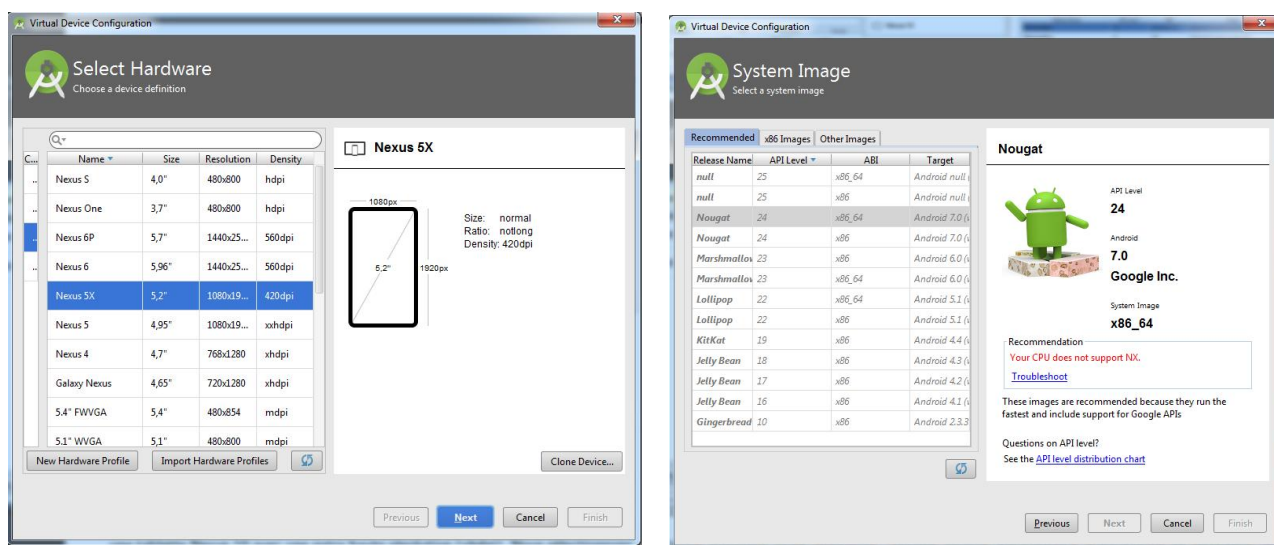 Virtual Device Configuration
Select Hardware
Choose a device definition
C... Name Size Resolution Density
.. Nexus S 4,0" 480x800 hdpi
.. Nexus One 3,7" 480x800 hdpi
.. Nexus 6P 5,7" 1440x25... 560dpi
.. Nexus 6 5,96" 1440x25... 560dpi
Nexus 5X 5,2" 1080x19... 420dpi
Nexus 5 4,95" 1080x19... xxhdpi
Nexus 4 4,7" 768x1280 xhdpi
Galaxy Nexus 4,65" 720x1280 xhdpi
5.4" FWVGA 5,4" 480x854 mdpi
5.1" WVGA 5,1" 480x800 mdpi
New Hardware Profile Import Hardware Profiles
Nexus 5X
1080px
5,2" 1920px
Size: normal
Ratio: notlong
Density: 420dpi
Clone Device...
Previous Next Cancel Finish
Virtual Device Configuration
System Image
Select a system image
Recommended x86 Images Other Images
Release Name API Level ABI Target
null 25 x86_64 Android null
null 25 x86 Android null
Nougat 24 x86_64 Android 7.0
Nougat 24 x86 Android 7.0
Marshmallow 23 x86 Android 6.0
Marshmallow 23 x86_64 Android 6.0
Lollipop 22 x86_64 Android 5.1
Lollipop 22 x86 Android 5.1
KitKat 19 x86 Android 4.4
Jelly Bean 18 x86 Android 4.3
Jelly Bean 17 x86 Android 4.2
Jelly Bean 16 x86 Android 4.1
Gingerbread 10 x86 Android 2.3.3
Nougat
API Level
24
Android
7.0
Google Inc.
System Image
x86_64
Recommendation
Your CPU does not support NX.
Troubleshoot
These images are recommended because they run the
fastest and include support for Google APIs
Questions on API level?
See the API level distribution chart
Previous Next Cancel Finish